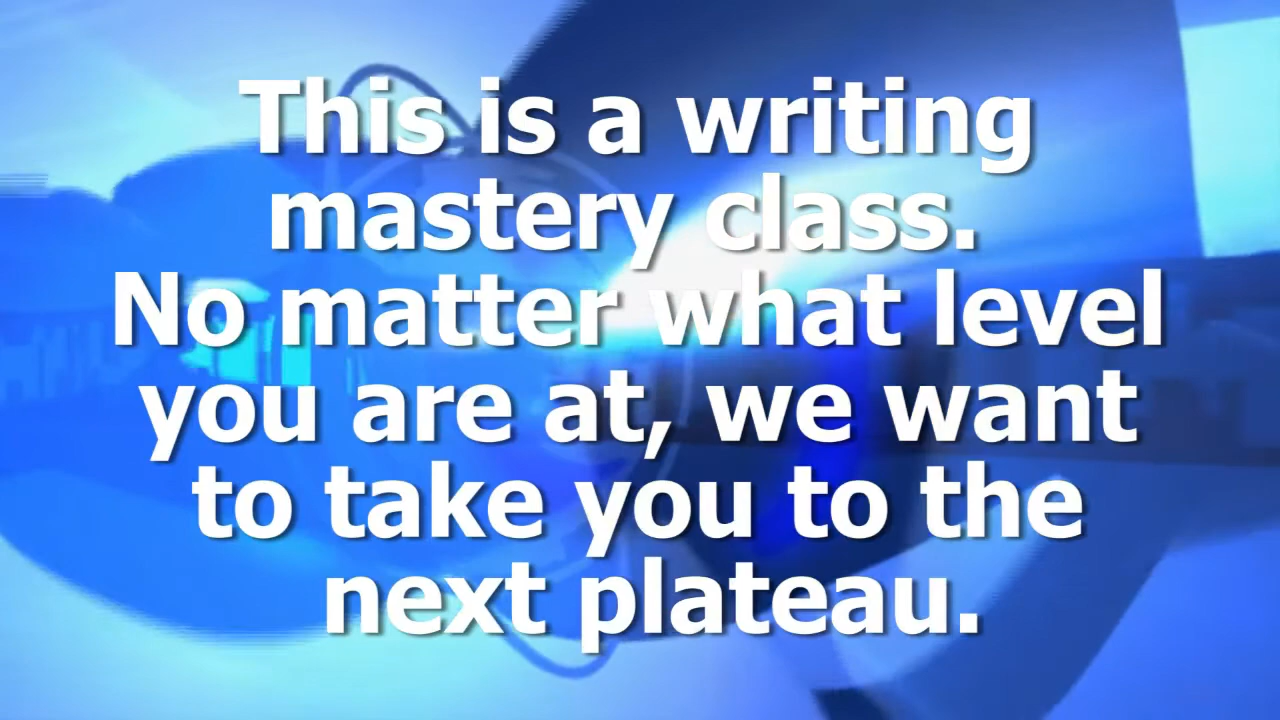 This is a writing
mastery class.
No matter what level
you are at, we want
to take you to the
next plateau.